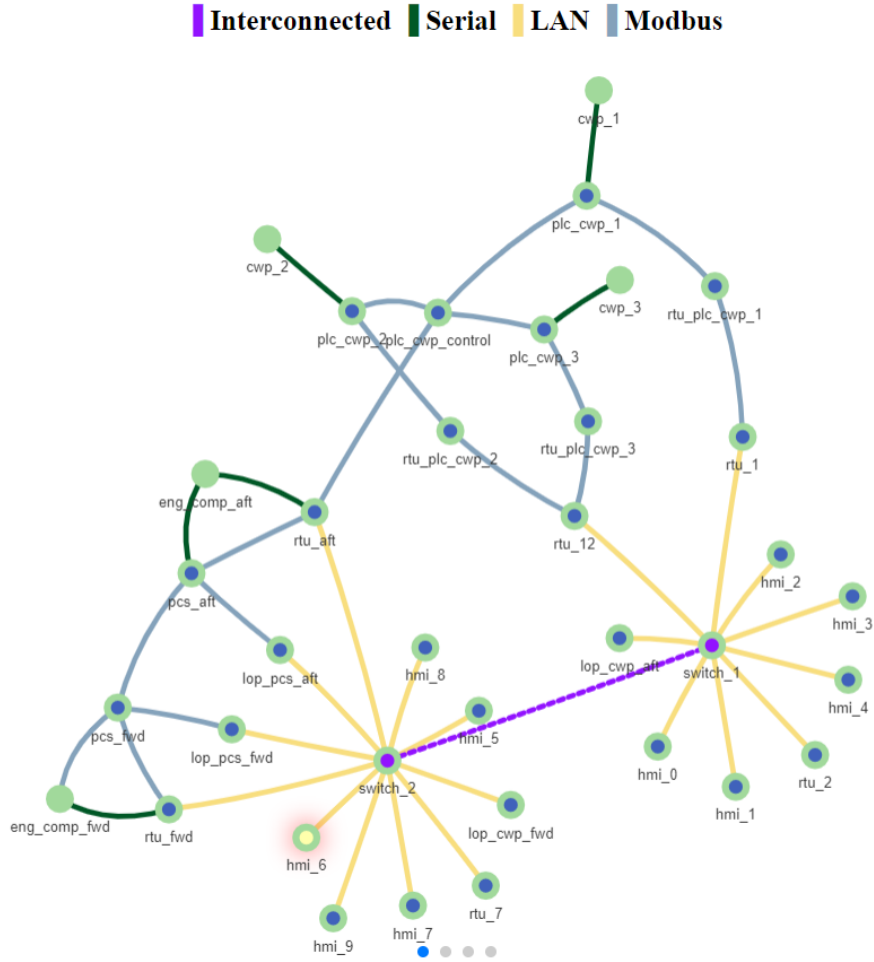 Interconnected Serial LAN Modbus
cwp_1
plc_cwp_1
cwp_2
cwp_3
rtu_plc_cwp_1
plc_cwp_2
plc_cwp_control
plc_cwp_3
rtu_plc_cwp_2
rtu_plc_cwp_3
rtu_1
eng_comp_aft
rtu_aft
rtu_12
hmi_2
pcs_aft
hmi_3
lop_pcs_aft
hmi_8
lop_cwp_aft
switch_1
hmi_4
pcs_fwd
lop_pcs_fwd
hmi_5
hmi_0
rtu_2
switch_2
hmi_1
eng_comp_fwd
rtu_fwd
lop_cwp_fwd
hmi_6
rtu_7
hmi_9
hmi_7